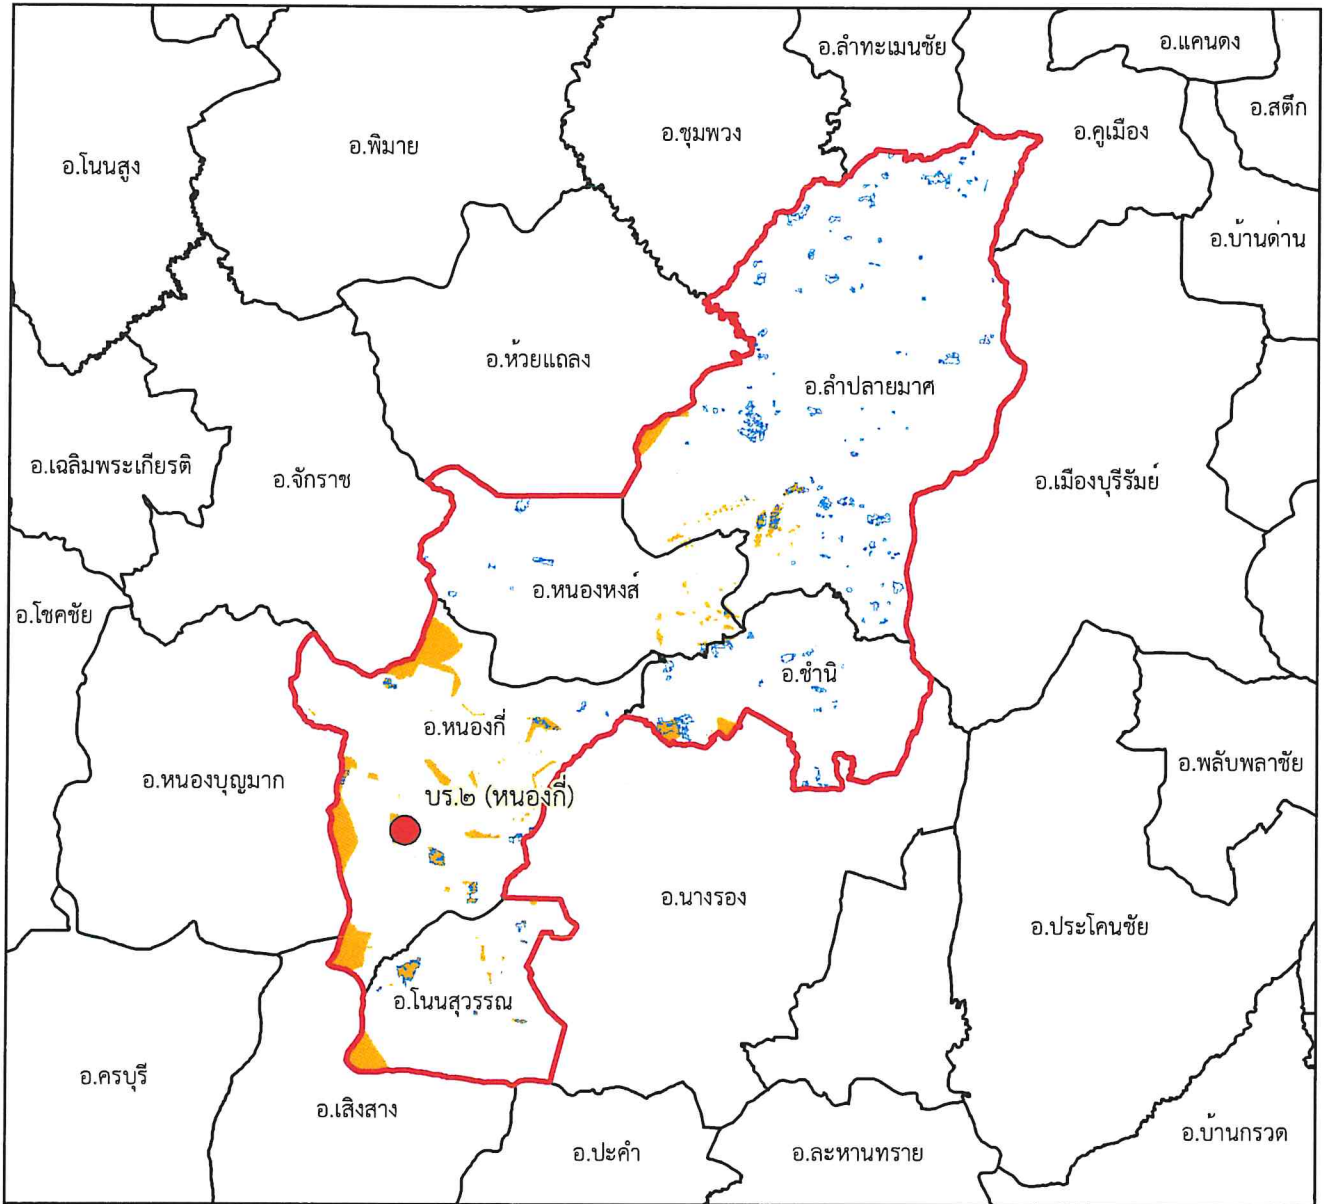 อ.แคนดง
อ.ลำทะเมนชัย
อ.สตึก
อ.คูเมือง
อ.ชุมพวง
อ.พิมาย
อ.โนนสูง
อ.บ้านด่าน
อ.ห้วยแถลง
อ.ลำปลายมาศ
อ.เฉลิมพระเกียรติ
อ.จักราช
อ.เมืองบุรีรัมย์
อ.หนองหงส์
อ.โชคชัย
อ.ชำนิ
อ.หนองกี่
อ.พลับพลาชัย
อ.หนองบุญมาก
บร.๒ (หนองกี่)
อ.นางรอง
อ.ประโคนชัย
อ.โนนสุวรรณ
อ.ครบุรี
อ.เสิงสาง
อ.บ้านกรวด
อ.ปะคำ
อ.ละหานทราย